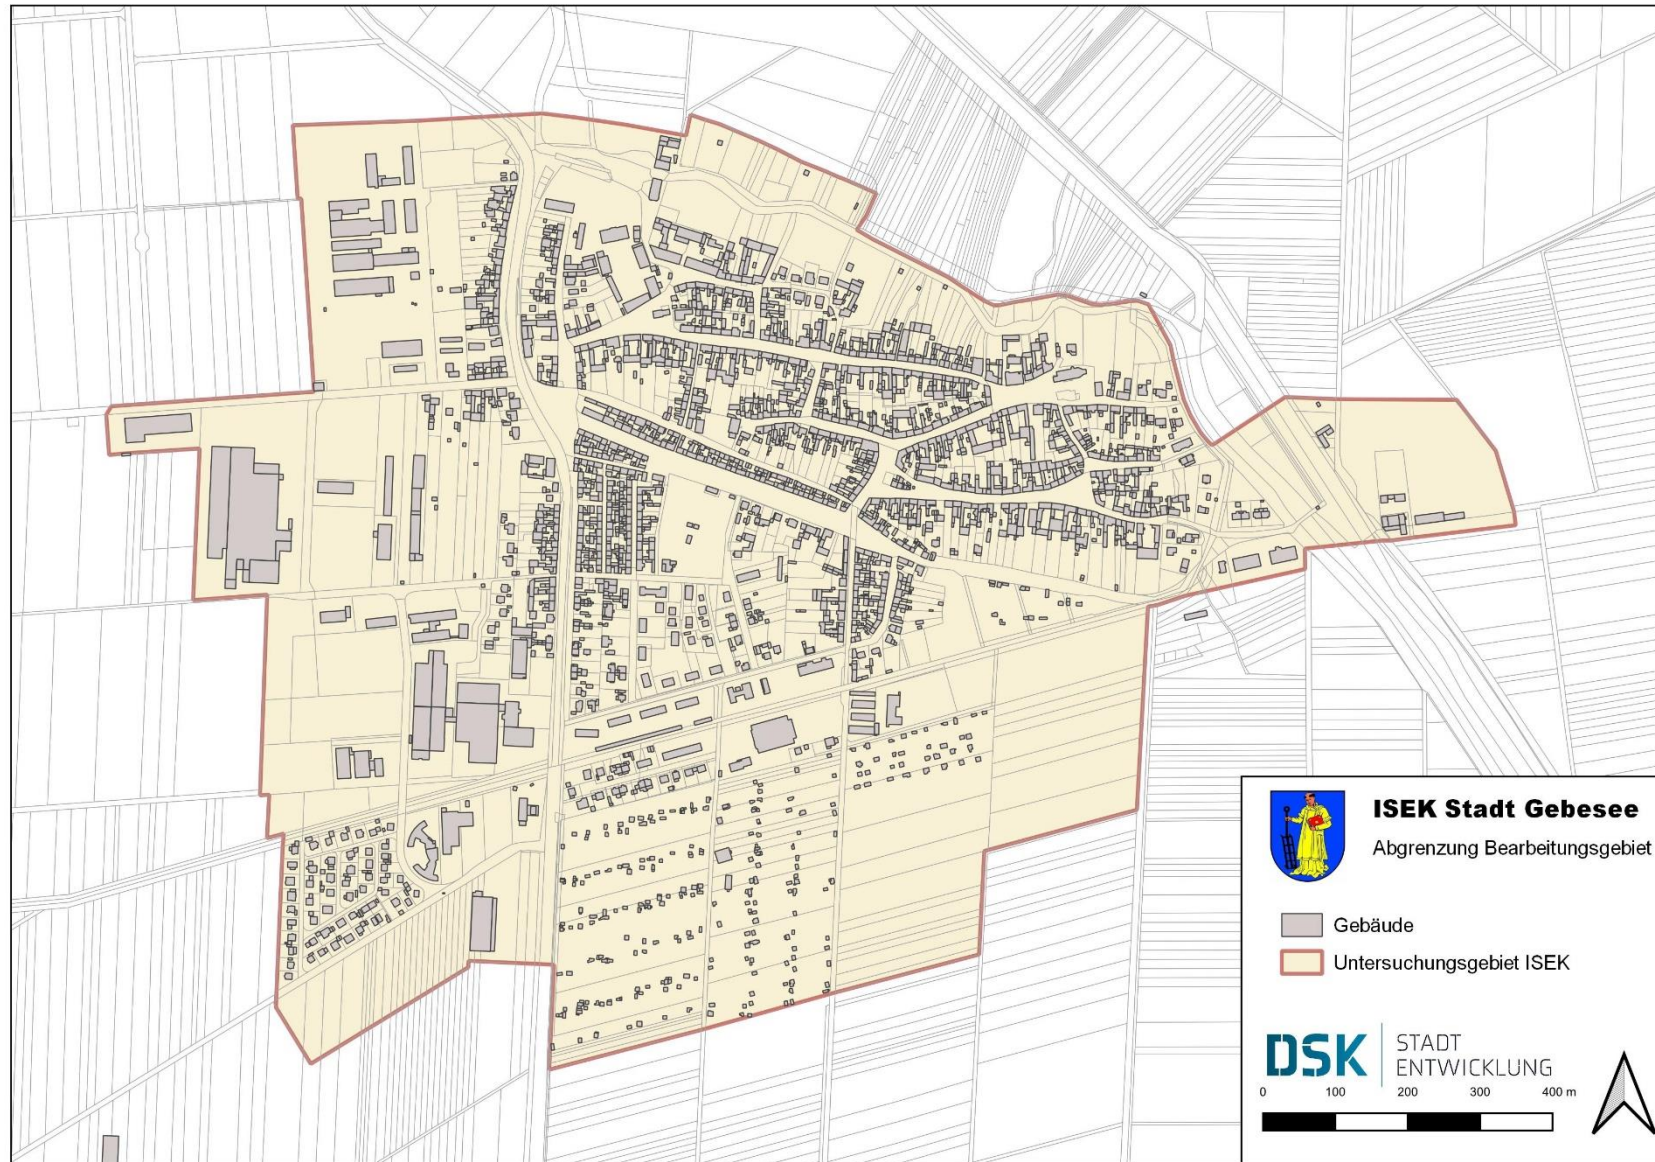 ISEK Stadt Gebesee
Abgrenzung Bearbeitungsgebiet
Gebäude
Untersuchungsgebiet ISEK
DSK
STADT
ENTWICKLUNG
0 100 200 300 400 m